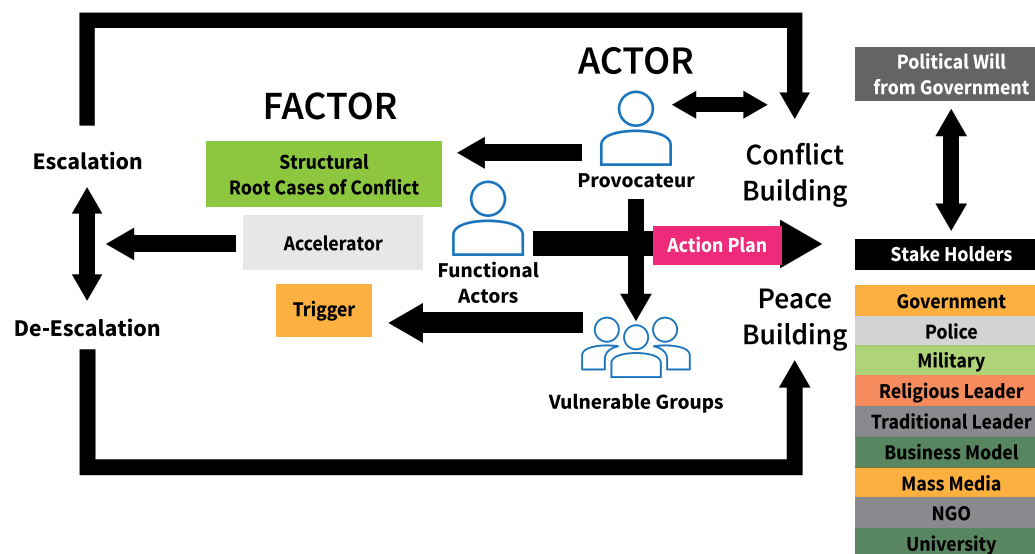 FACTOR
ACTOR
Political Will
from Government
Escalation
Structural
Root Cases of Conflict
Provocateur
Conflict
Building
Accelerator
Functional
Actors
Action Plan
Stake Holders
De-Escalation
Trigger
Peace
Building
Vulnerable Groups
Government
Police
Military
Religious Leader
Traditional Leader
Business Model
Mass Media
NGO
University